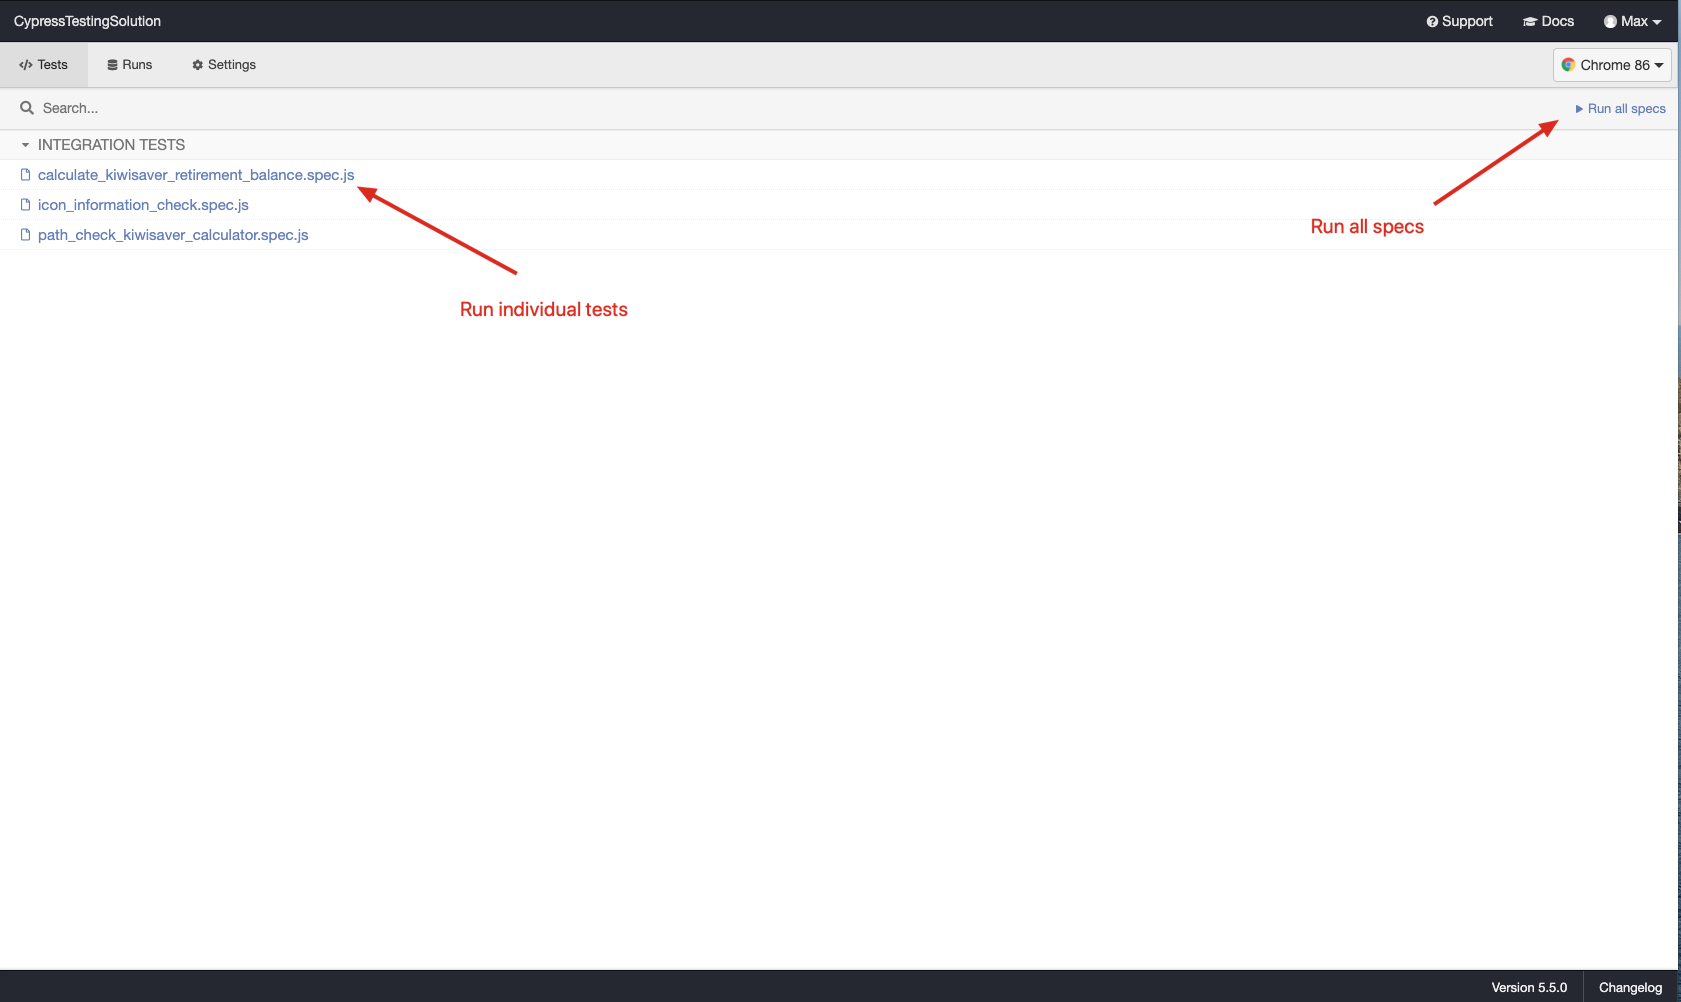 CypressTestingSolution
Support
Docs
Max
Tests
Runs
Settings
Chrome 86
Search...
Run all specs
INTEGRATION TESTS
calculate_kiwisaver_retirement_balance.spec.js
icon_information_check.spec.js
path_check_kiwisaver_calculator.spec.js
Run all specs
Run individual tests
Version 5.5.0
Changelog